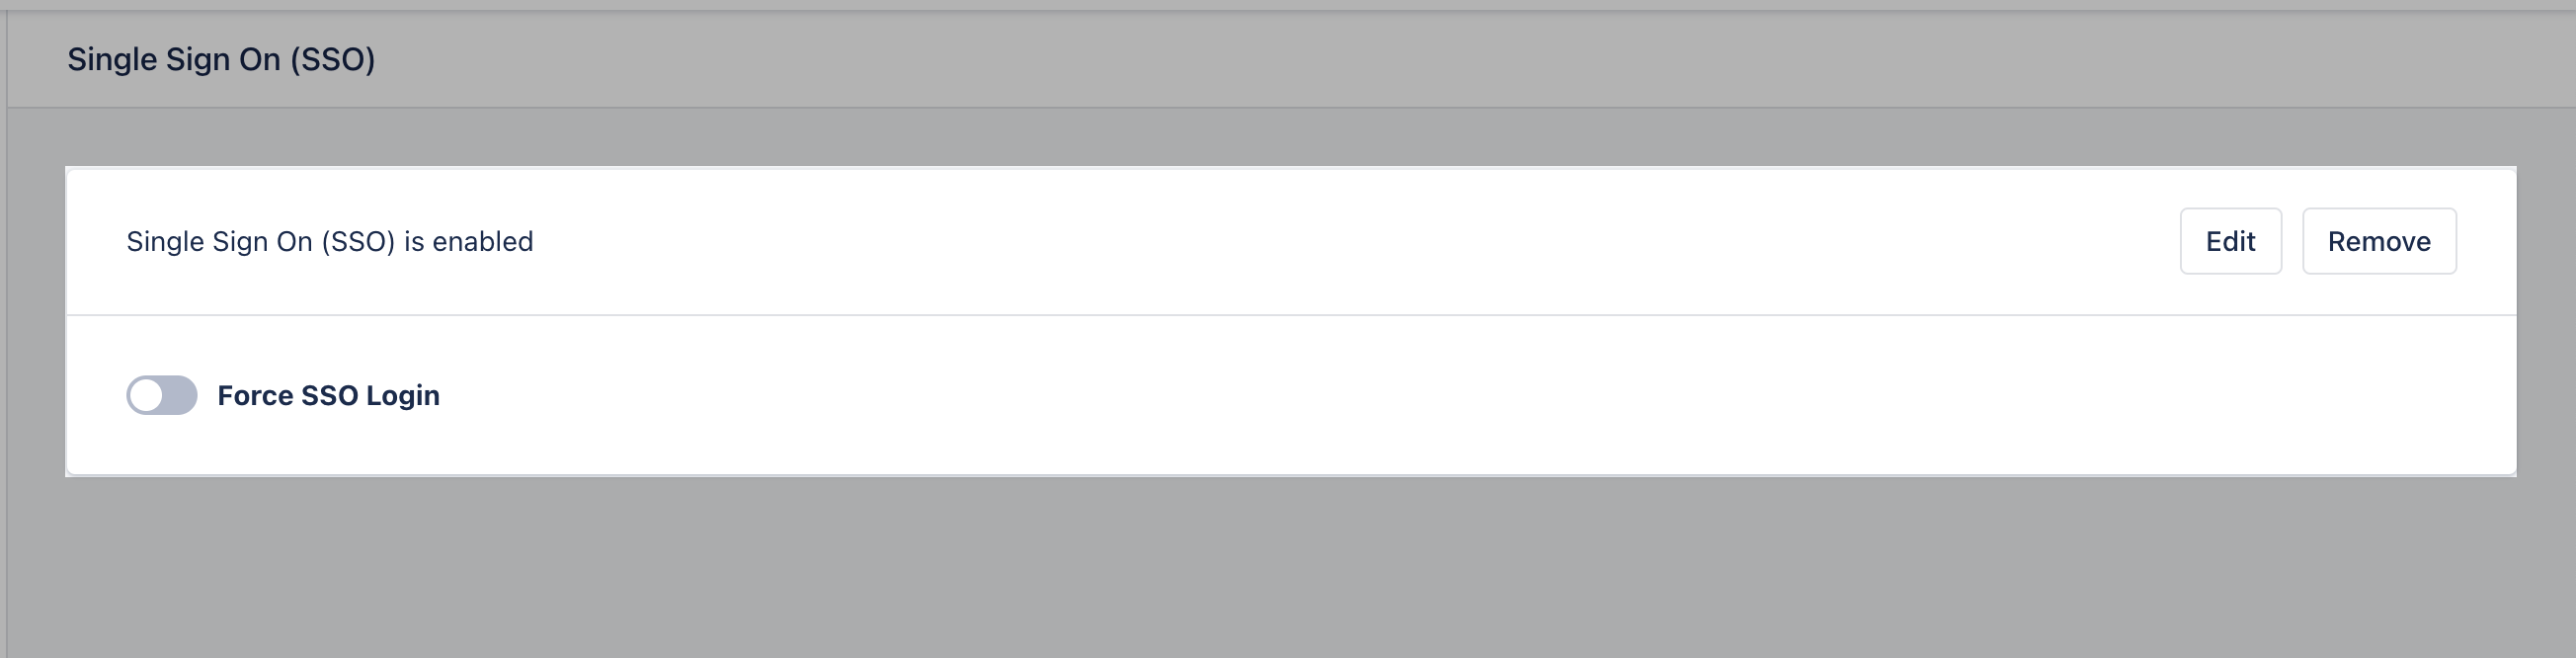 Single Sign On (SSO)
Single Sign On (SSO) is enabled
Edit
Remove
Force SSO Login